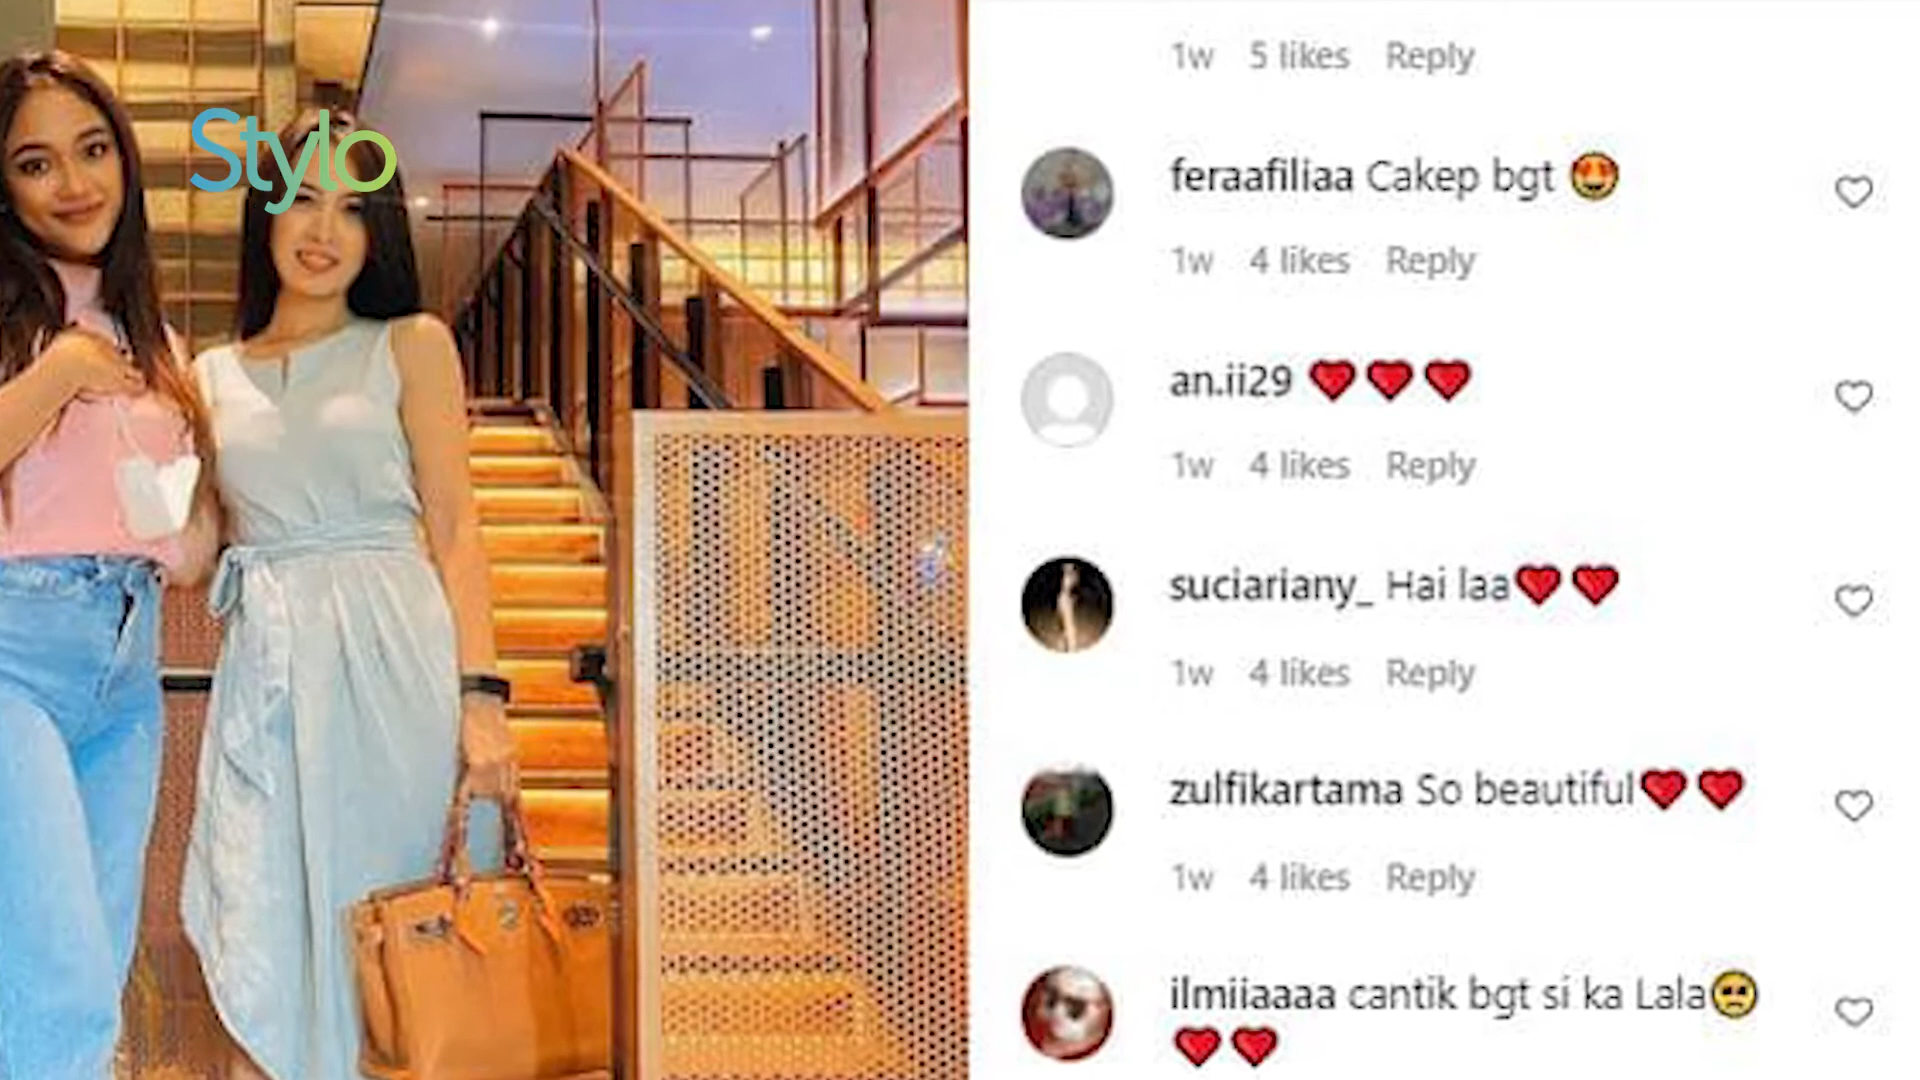 Stylo
1w 5 likes Reply
feraafiliaa Cakep bgt 😍
1w 4 likes Reply
an.ii29 ❤❤❤
1w 4 likes Reply
suciariany_ Hai laa❤❤
1w 4 likes Reply
zulfikartama So beautiful❤❤
1w 4 likes Reply
ilmiiaaaa cantik bgt si ka Lala🥺
❤❤